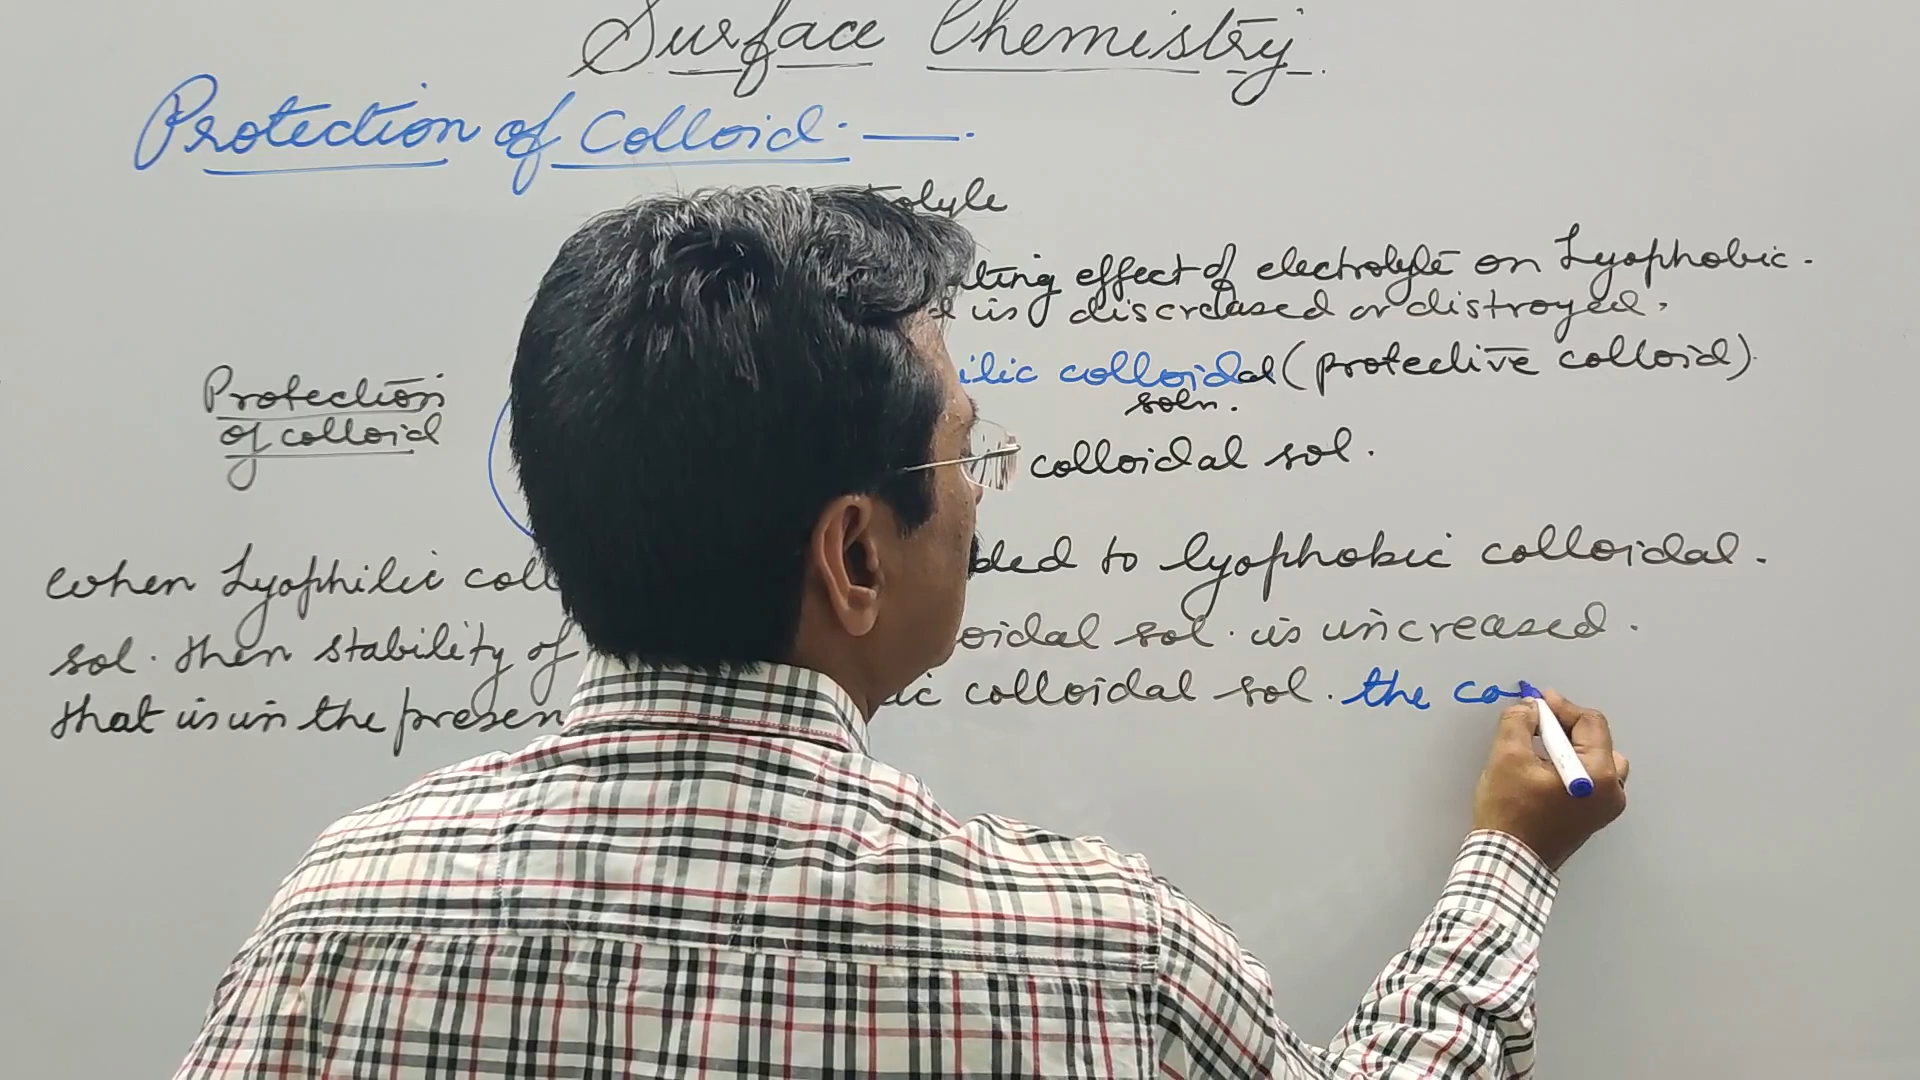 Surface Chemistry
Protection of Colloid. —.
olyle
ting effect of electrolyte on Lyophobic.
is discreased or distroyed.
Protection
of colloid
ilic colloidal (protective colloid).
soln.
colloidal sol.
When Lyophilic coll ded to lyophobic colloidal.
sol. then stability of oidal sol. is increased.
that is in the presen ic colloidal sol. the co